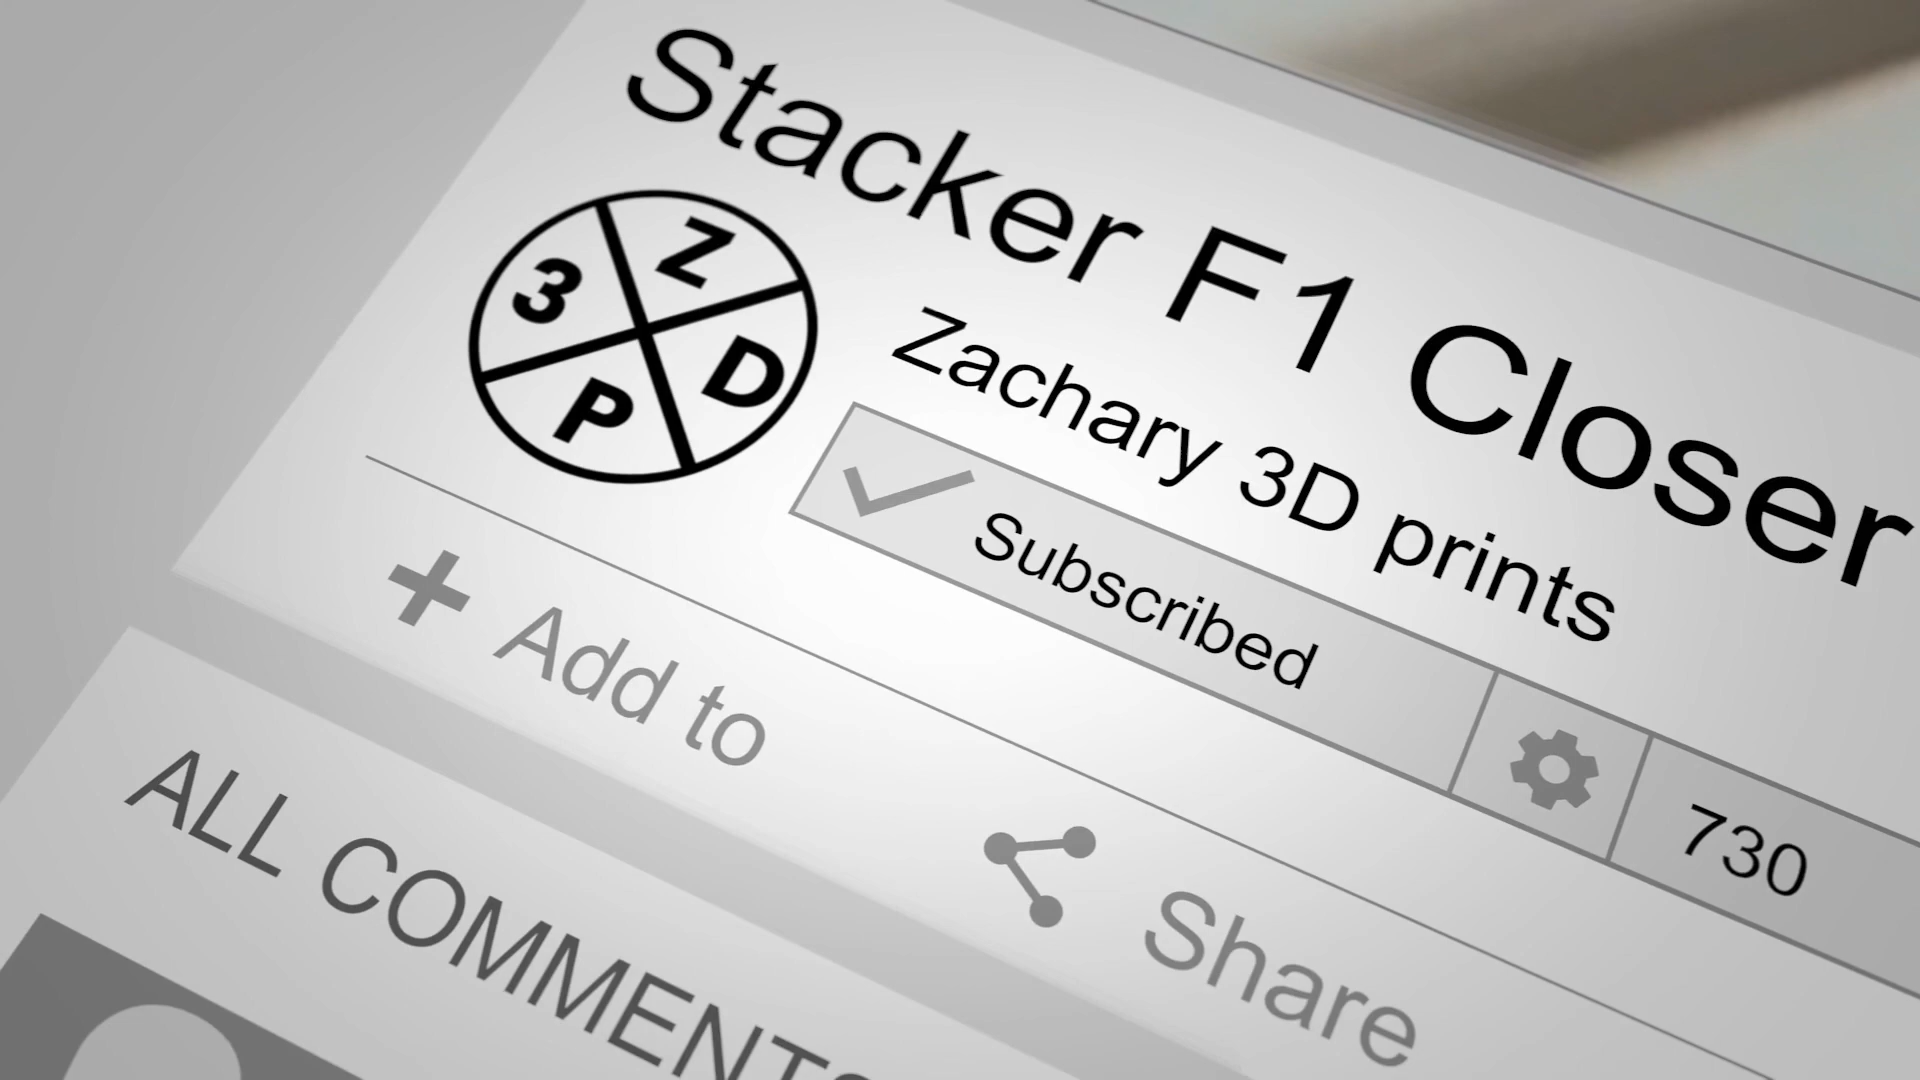 Stacker F1 Closer
Z
3
D
P
Zachary 3D prints
Subscribed
730
Add to
Share
ALL COMMENTS